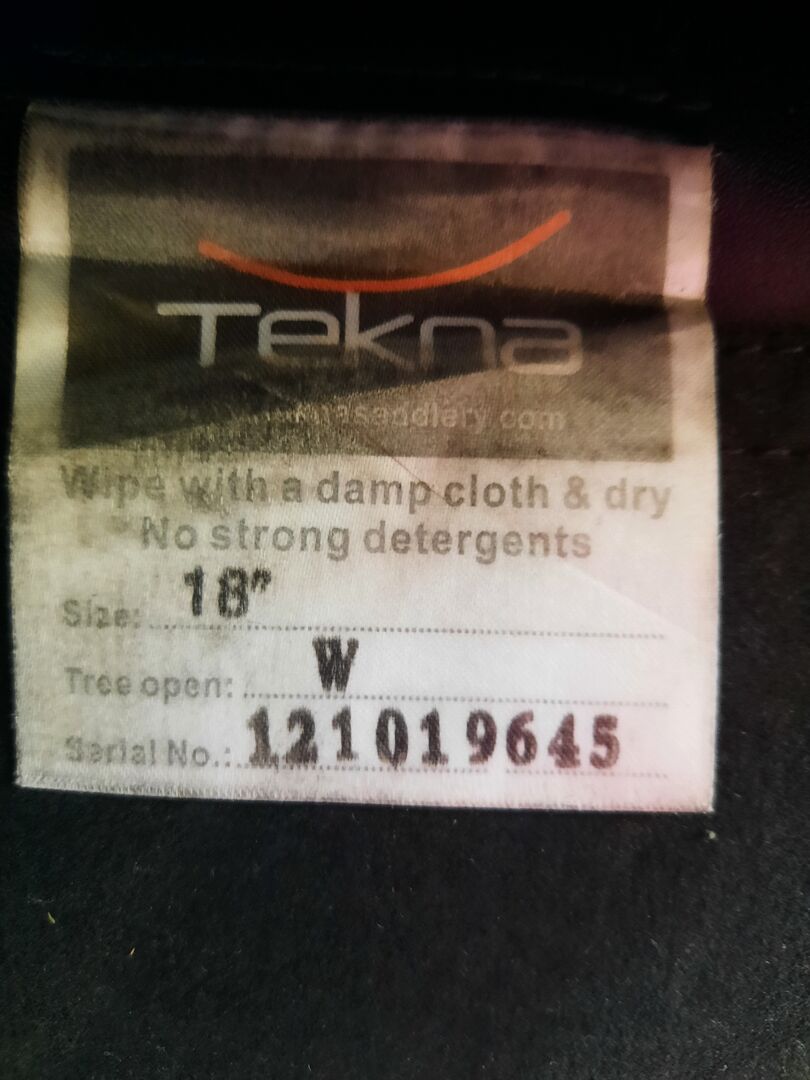 Tekna
Wipe with a damp cloth & dry
No strong detergents
Size: 18"
Tree open: W
Serial No.: 121019645